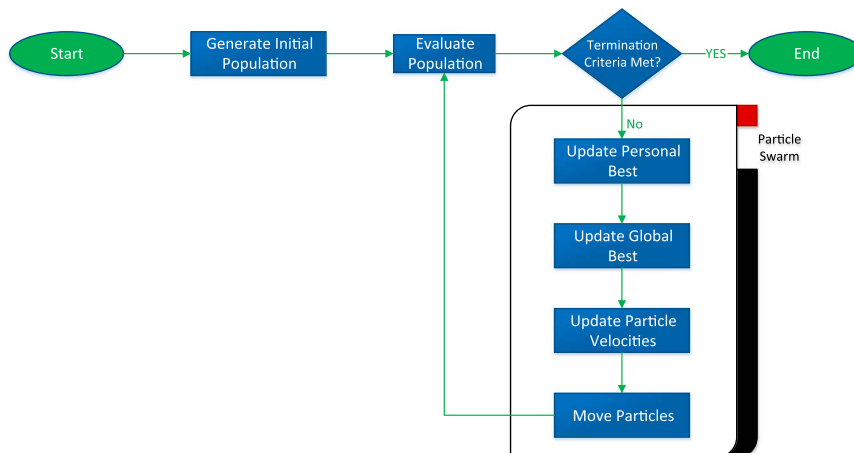 Start
Generate Initial
Population
Evaluate
Population
Termination
Criteria Met?
YES
End
No
Particle
Swarm
Update Personal
Best
Update Global
Best
Update Particle
Velocities
Move Particles